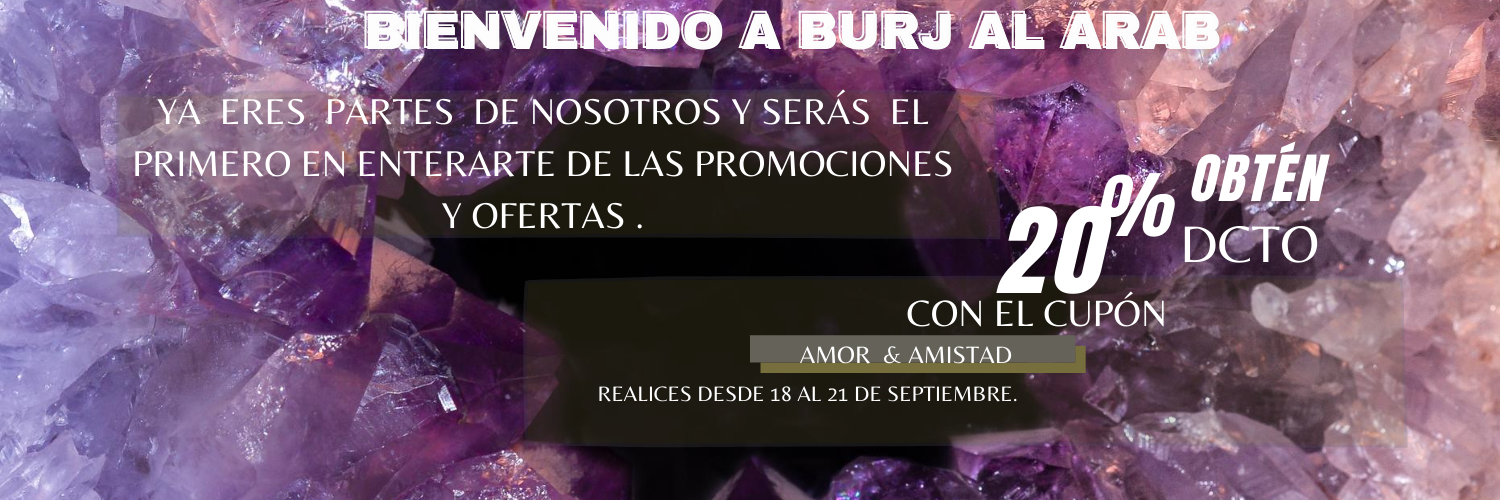 BIENVENIDO A BURJ AL ARAB
YA ERES PARTES DE NOSOTROS Y SERÁS EL
PRIMERO EN ENTERARTE DE LAS PROMOCIONES
Y OFERTAS .
OBTÉN
20% DCTO
CON EL CUPÓN
AMOR & AMISTAD
REALICES DESDE 18 AL 21 DE SEPTIEMBRE.